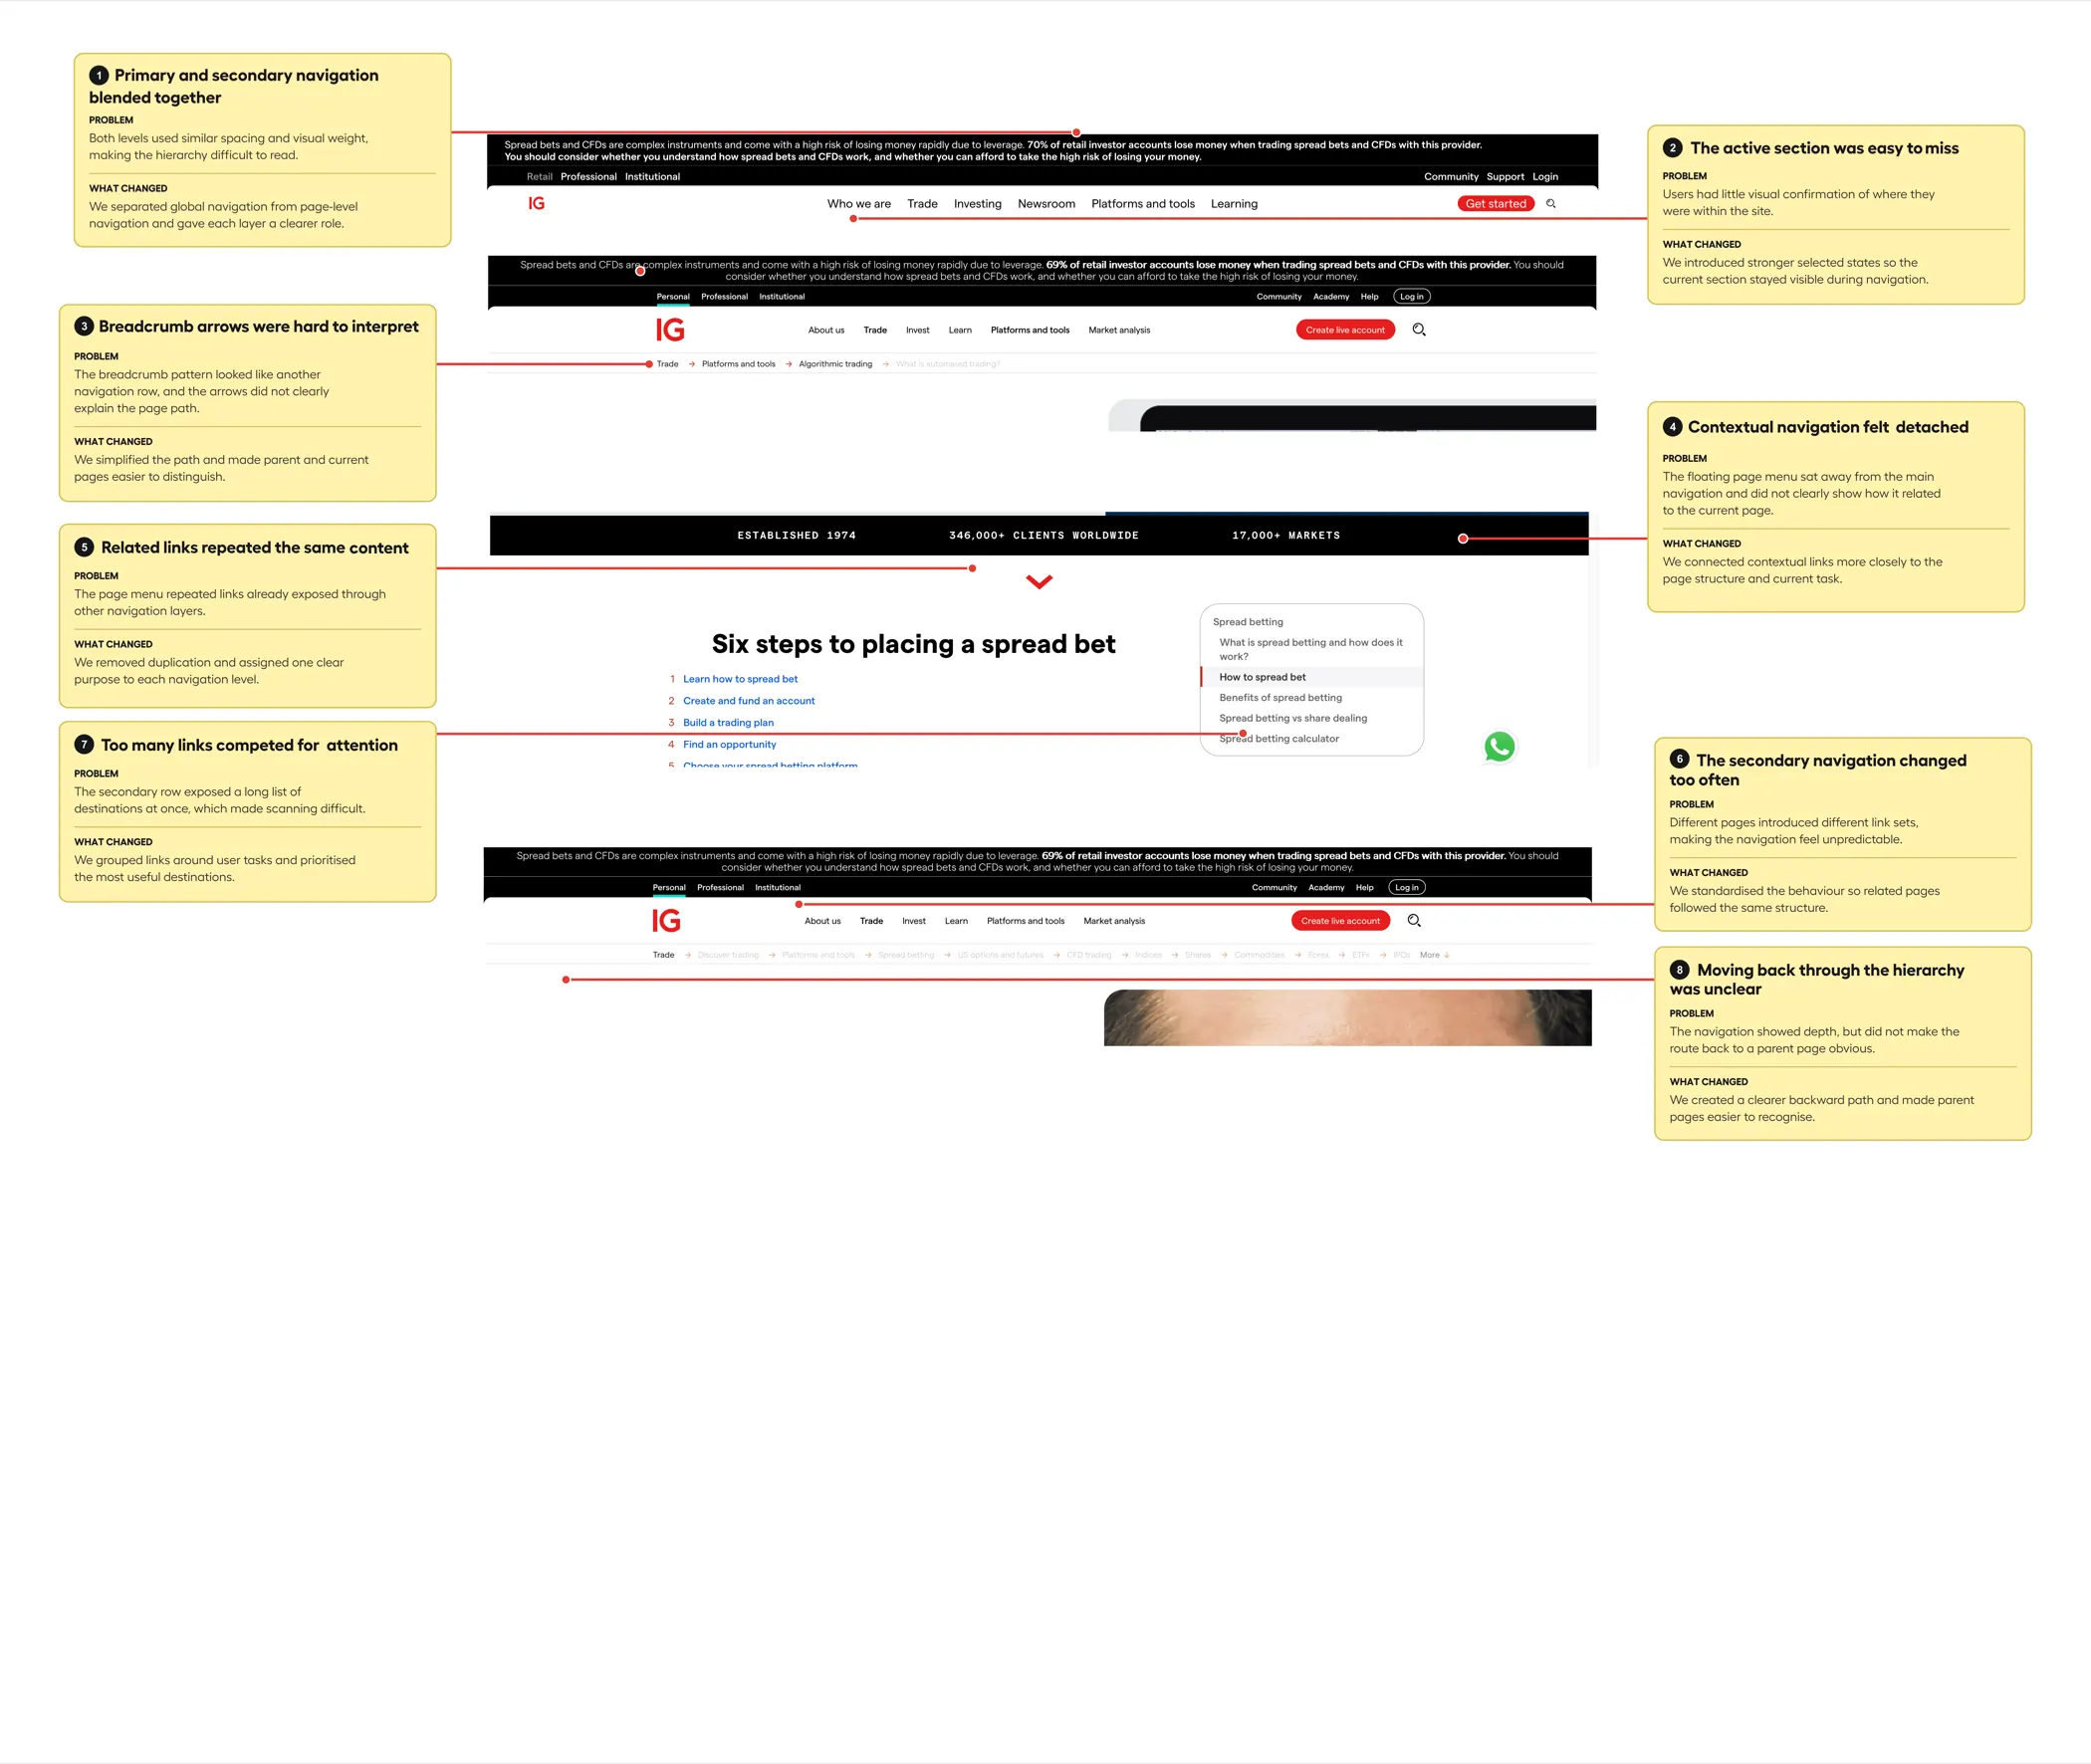 1 Primary and secondary navigation
blended together
PROBLEM
Both levels used similar spacing and visual weight,
making the hierarchy difficult to read.
WHAT CHANGED
We separated global navigation from page-level
navigation and gave each layer a clearer role.
Spread bets and CFDs are complex instruments and come with a high risk of losing money rapidly due to leverage. 70% of retail investor accounts lose money when trading spread bets and CFDs with this provider.
You should consider whether you understand how spread bets and CFDs work, and whether you can afford to take the high risk of losing your money.
Retail Professional Institutional Community Support Login
IG Who we are Trade Investing Newsroom Platforms and tools Learning Get started
2 The active section was easy to miss
PROBLEM
Users had little visual confirmation of where they
were within the site.
WHAT CHANGED
We introduced stronger selected states so the
current section stayed visible during navigation.
Spread bets and CFDs are complex instruments and come with a high risk of losing money rapidly due to leverage. 69% of retail investor accounts lose money when trading spread bets and CFDs with this provider. You should
consider whether you understand how spread bets and CFDs work, and whether you can afford to take the high risk of losing your money.
Personal Professional Institutional Community Academy Help Log in
IG About us Trade Invest Learn Platforms and tools Market analysis Create live account
Trade → Platforms and tools → Algorithmic trading → What is automated trading?
3 Breadcrumb arrows were hard to interpret
PROBLEM
The breadcrumb pattern looked like another
navigation row, and the arrows did not clearly
explain the page path.
WHAT CHANGED
We simplified the path and made parent and current
pages easier to distinguish.
4 Contextual navigation felt detached
PROBLEM
The floating page menu sat away from the main
navigation and did not clearly show how it related
to the current page.
WHAT CHANGED
We connected contextual links more closely to the
page structure and current task.
5 Related links repeated the same content
PROBLEM
The page menu repeated links already exposed through
other navigation layers.
WHAT CHANGED
We removed duplication and assigned one clear
purpose to each navigation level.
ESTABLISHED 1974 346,000+ CLIENTS WORLDWIDE 17,000+ MARKETS
Six steps to placing a spread bet
1 Learn how to spread bet
2 Create and fund an account
3 Build a trading plan
4 Find an opportunity
5 Choose your spread betting platform
Spread betting
What is spread betting and how does it
work?
How to spread bet
Benefits of spread betting
Spread betting vs share dealing
Spread betting calculator
7 Too many links competed for attention
PROBLEM
The secondary row exposed a long list of
destinations at once, which made scanning difficult.
WHAT CHANGED
We grouped links around user tasks and prioritised
the most useful destinations.
6 The secondary navigation changed
too often
PROBLEM
Different pages introduced different link sets,
making the navigation feel unpredictable.
WHAT CHANGED
We standardised the behaviour so related pages
followed the same structure.
Spread bets and CFDs are complex instruments and come with a high risk of losing money rapidly due to leverage. 69% of retail investor accounts lose money when trading spread bets and CFDs with this provider. You should
consider whether you understand how spread bets and CFDs work, and whether you can afford to take the high risk of losing your money.
Personal Professional Institutional Community Academy Help Log in
IG About us Trade Invest Learn Platforms and tools Market analysis Create live account
Trade → Discover trading → Platforms and tools → Spread betting → US options and futures → CFD trading → Indices → Shares → Commodities → Forex → ETFs → IPOs More ↓
8 Moving back through the hierarchy
was unclear
PROBLEM
The navigation showed depth, but did not make the
route back to a parent page obvious.
WHAT CHANGED
We created a clearer backward path and made parent
pages easier to recognise.